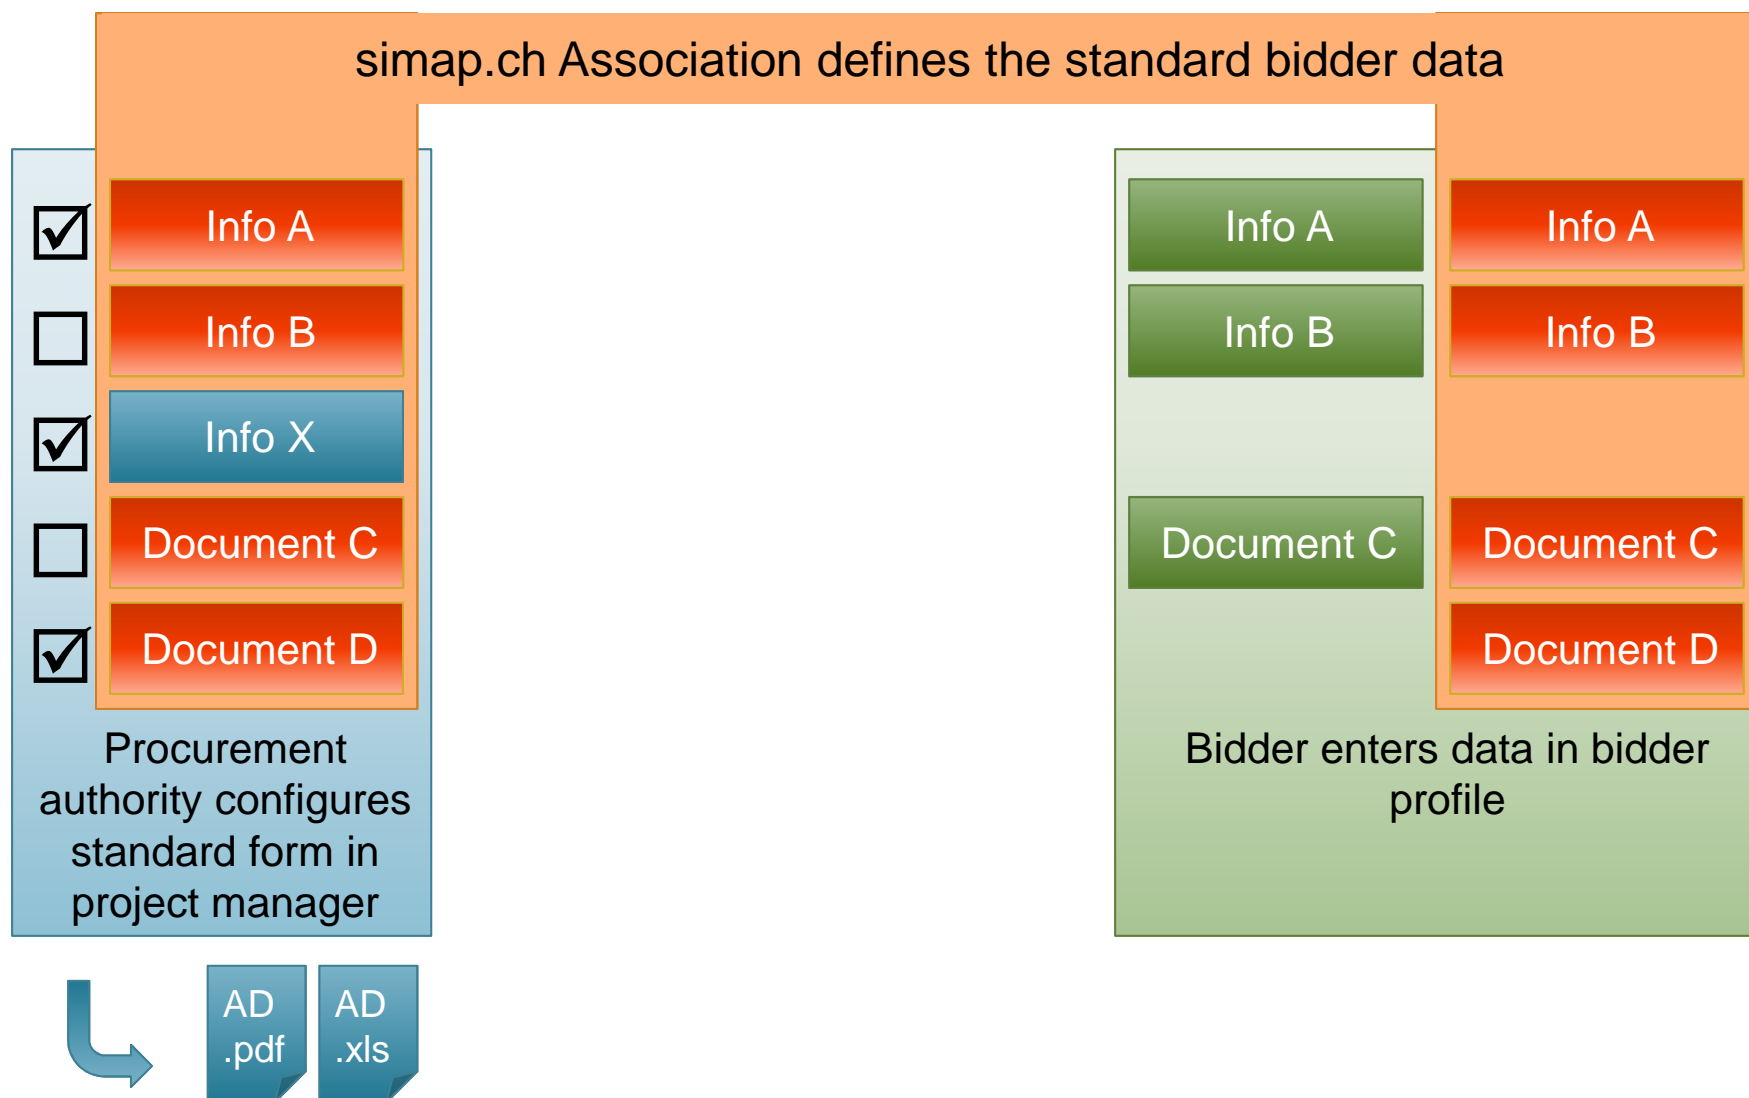 simap.ch Association defines the standard bidder data
Info A
Info B
Info X
Document C
Document D
Procurement
authority configures
standard form in
project manager
AD
.pdf
AD
.xls
Info A
Info B
Document C
Info A
Info B
Document C
Document D
Bidder enters data in bidder
profile